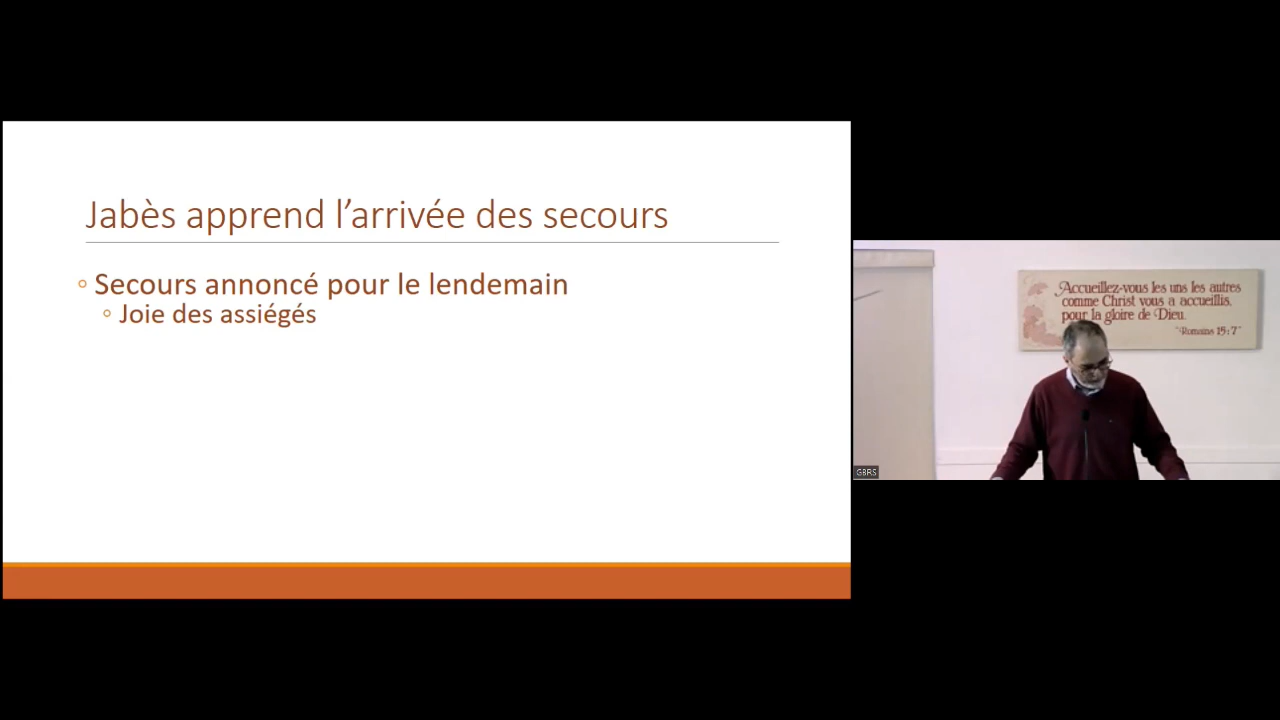 Jabès apprend l’arrivée des secours
Secours annoncé pour le lendemain
Joie des assiégés
Accueillez-vous les uns les autres
comme Christ vous a accueillis,
pour la gloire de Dieu.
"Romains 15:7"
GBRS